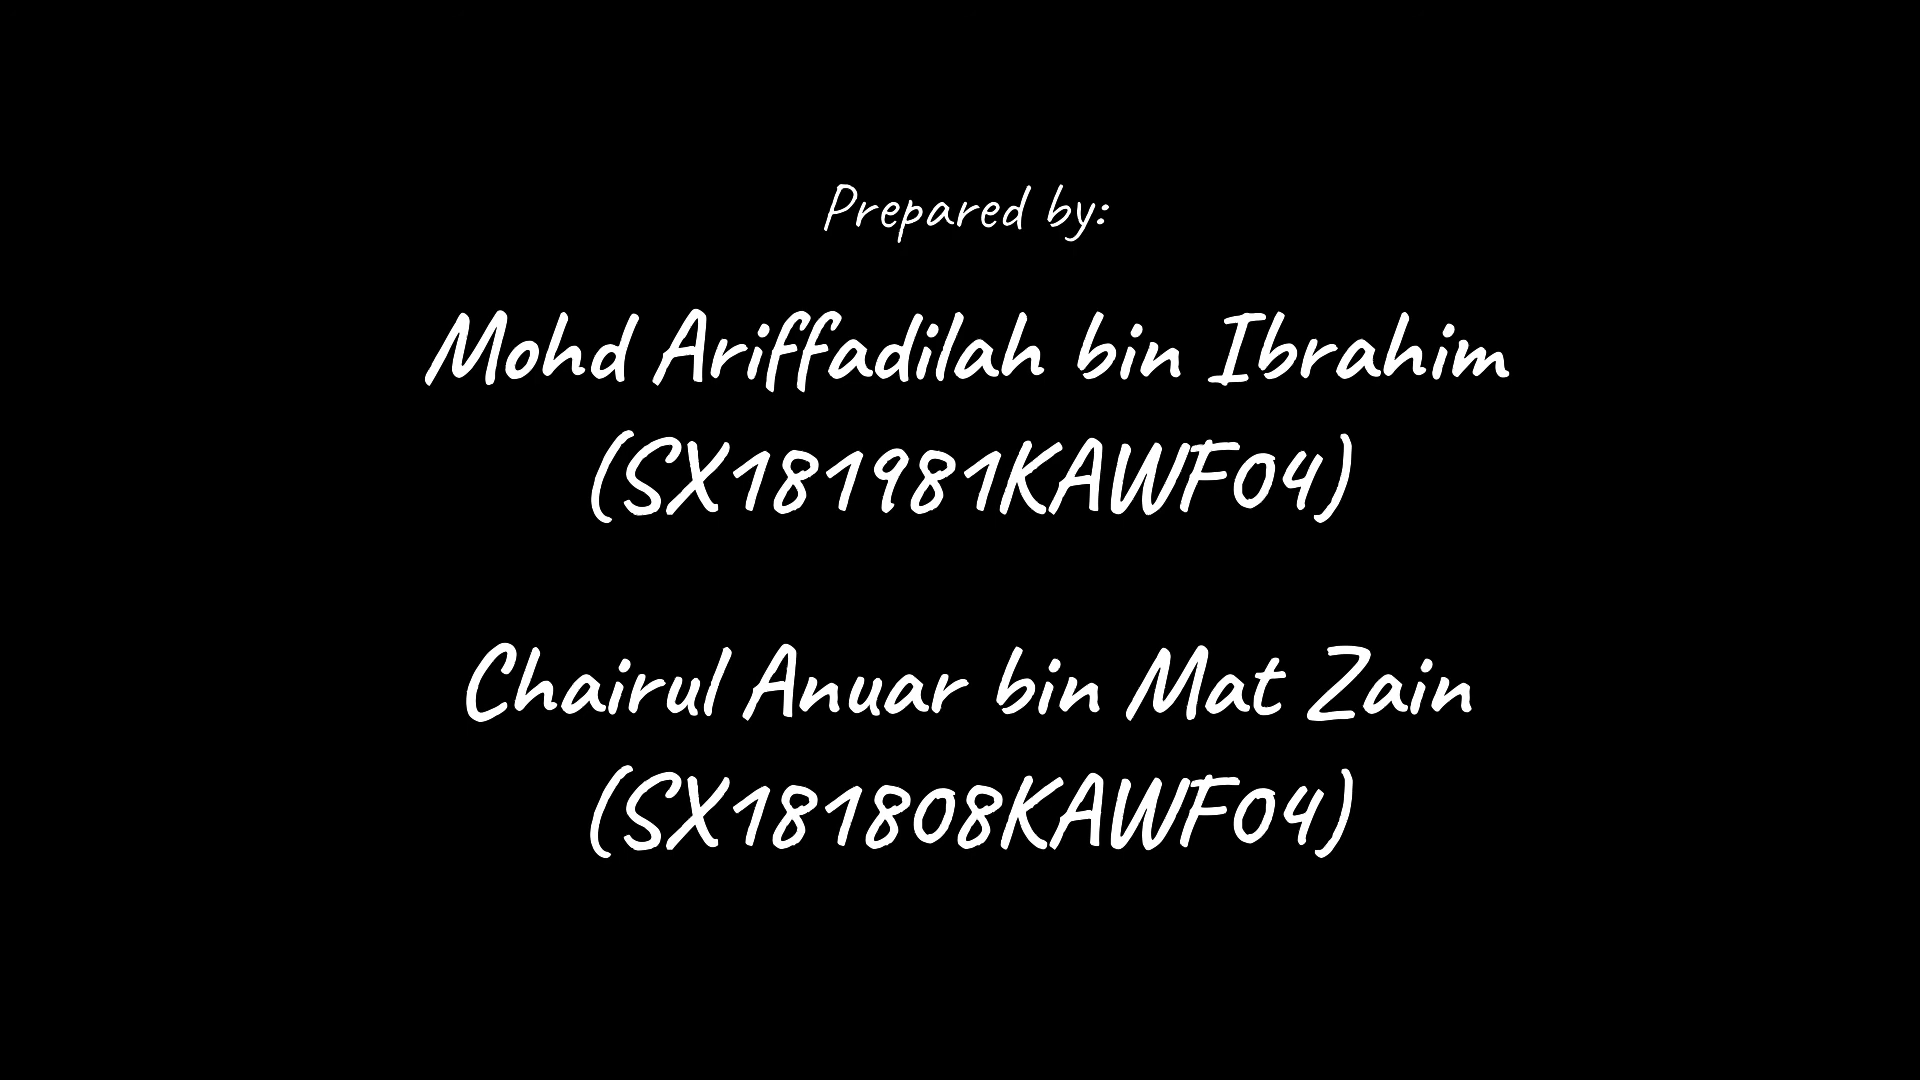 Prepared by:
Mohd Ariffadilah bin Ibrahim
(SX181981KAWF04)
Chairul Anuar bin Mat Zain
(SX181808KAWF04)